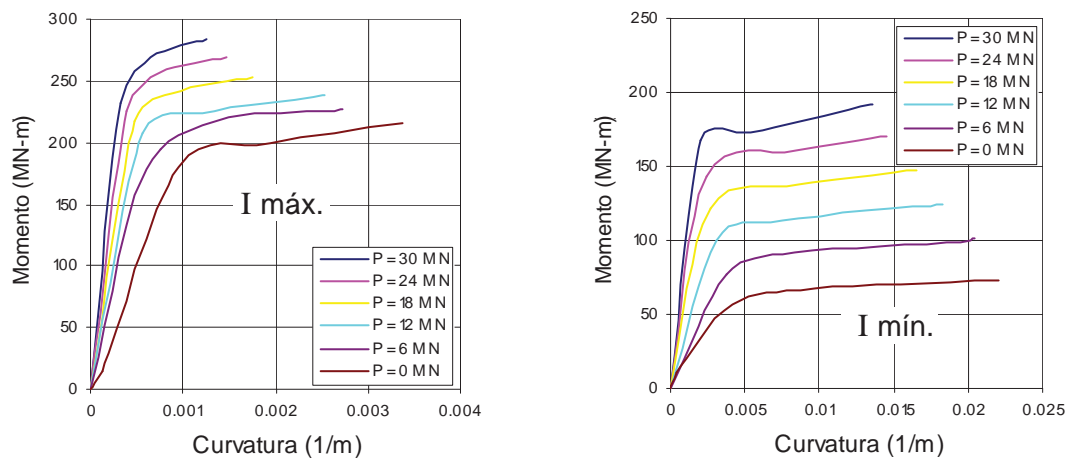 Momento (MN-m)
300
250
200
150
100
50
0
I máx.
P = 30 MN
P = 24 MN
P = 18 MN
P = 12 MN
P = 6 MN
P = 0 MN
0 0.001 0.002 0.003 0.004
Curvatura (1/m)
Momento (MN-m)
250
200
150
100
50
0
P = 30 MN
P = 24 MN
P = 18 MN
P = 12 MN
P = 6 MN
P = 0 MN
I mín.
0 0.005 0.01 0.015 0.02 0.025
Curvatura (1/m)